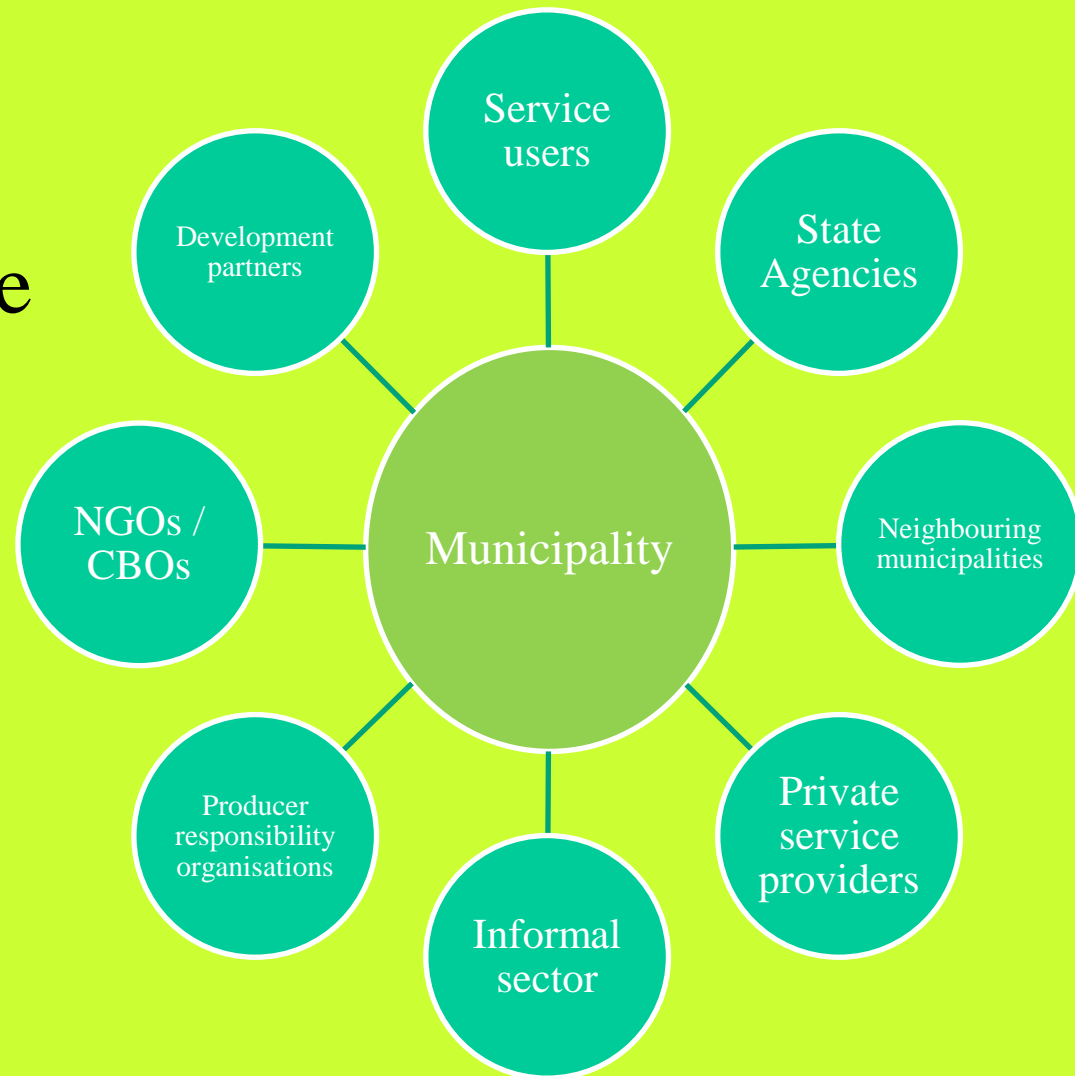 Service
users
State
Agencies
Neighbouring
municipalities
Private
service
providers
Informal
sector
Producer
responsibility
organisations
NGOs /
CBOs
Development
partners
Municipality